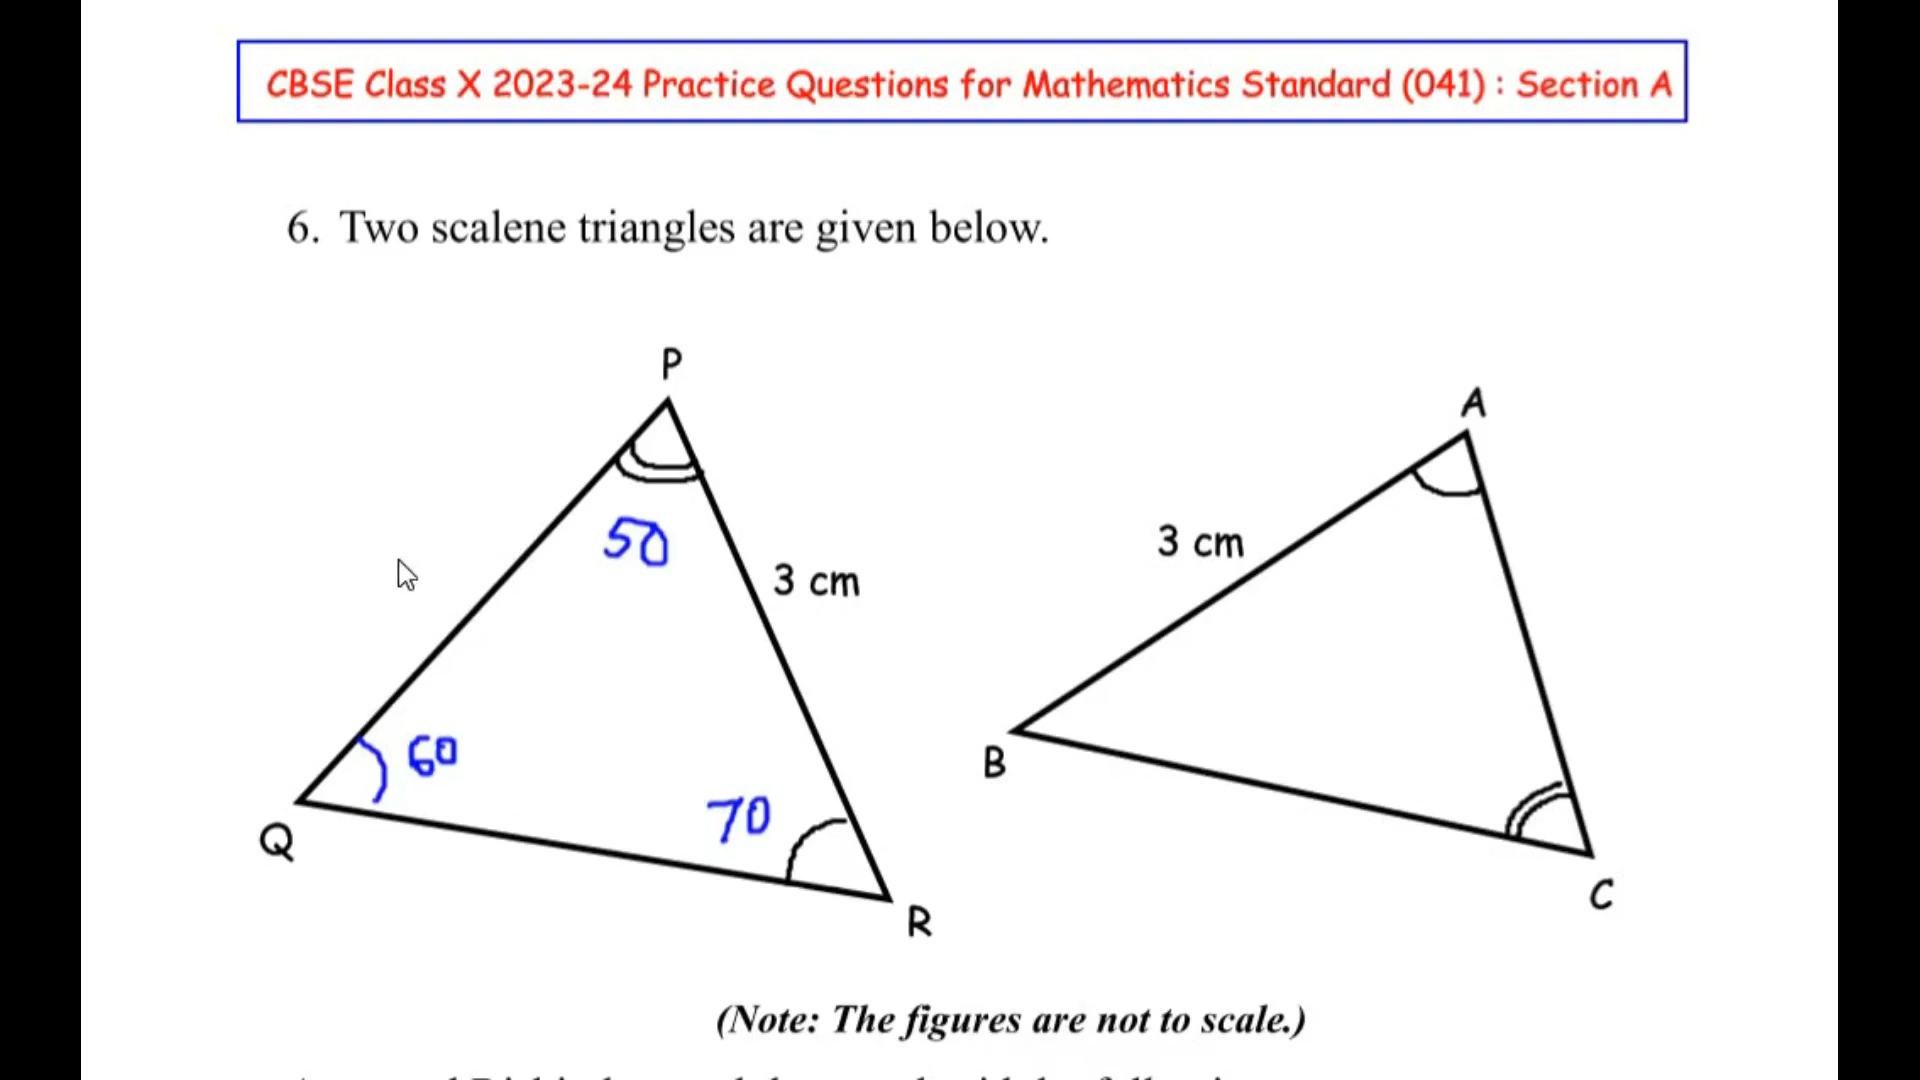 CBSE Class X 2023-24 Practice Questions for Mathematics Standard (041) : Section A
6. Two scalene triangles are given below.
P
A
50
3 cm
3 cm
60
B
70
Q
R
C
(Note: The figures are not to scale.)